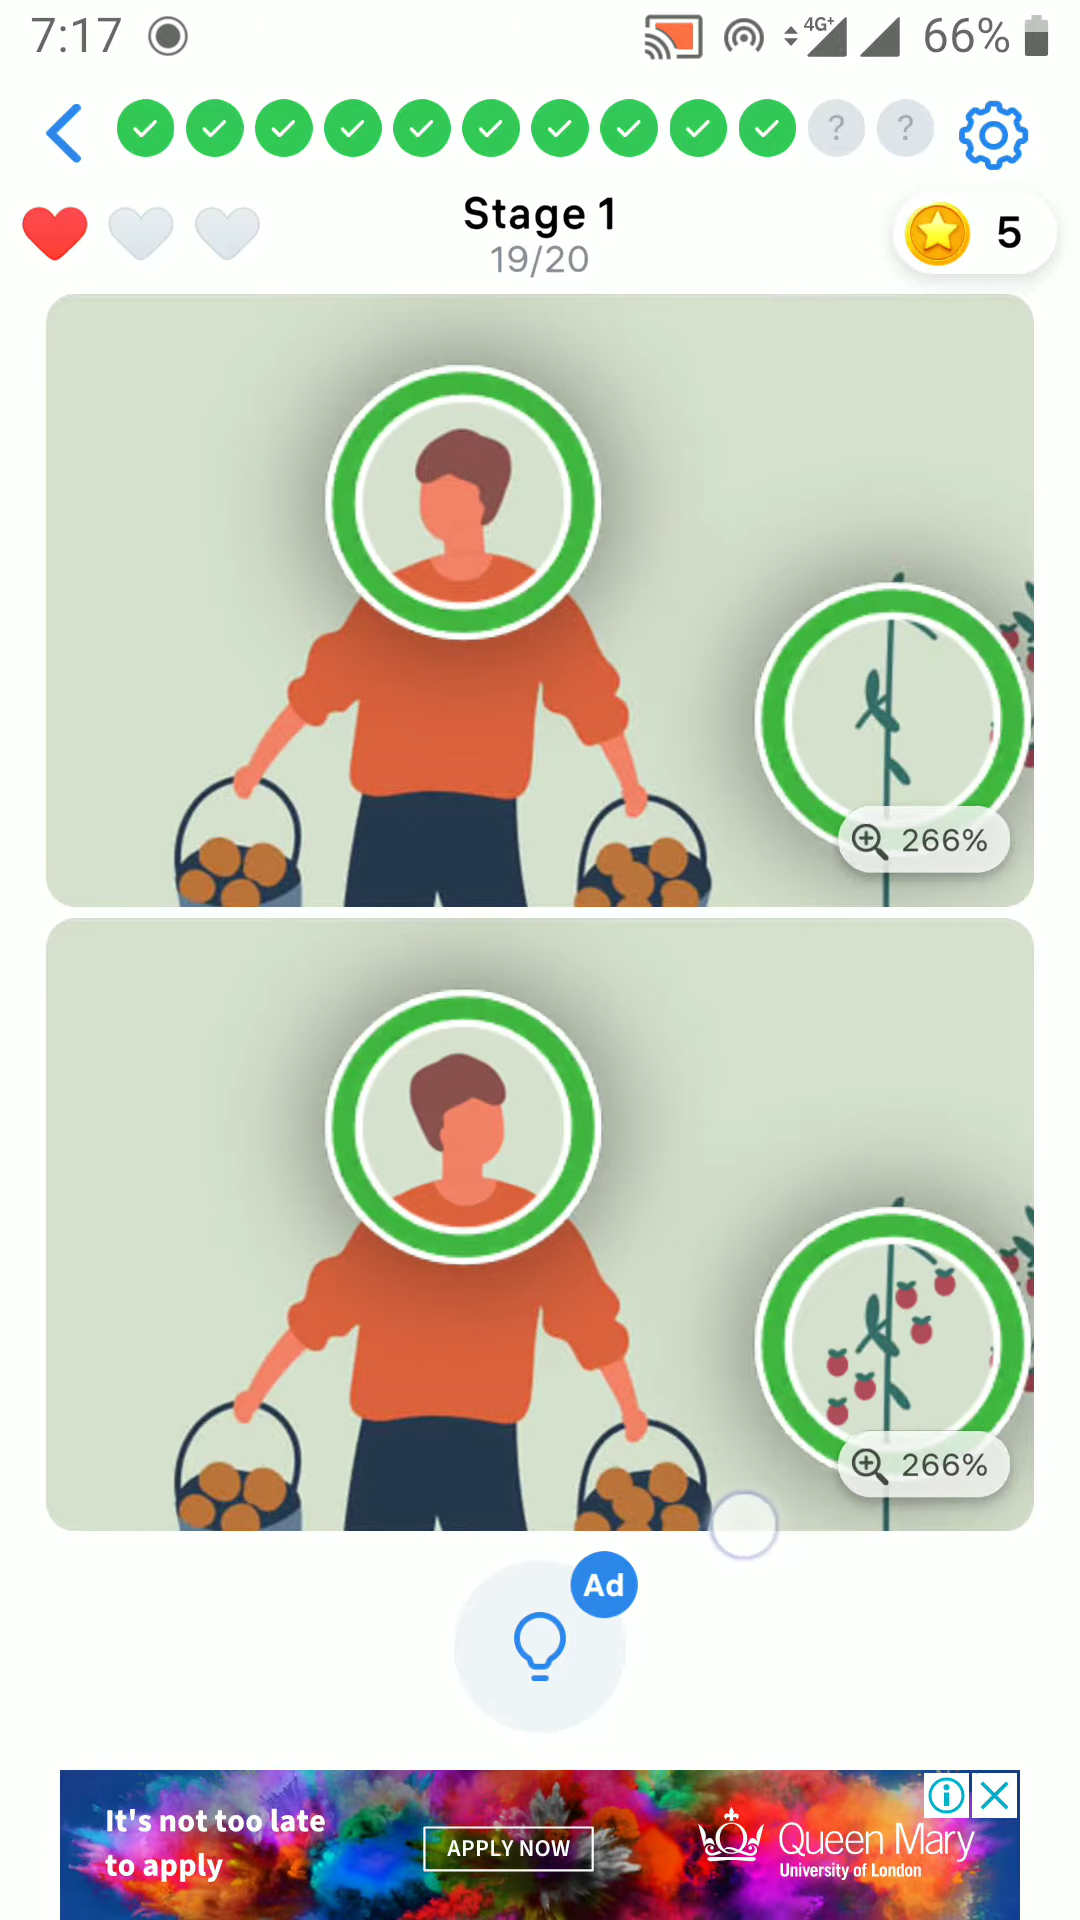 7:17
4G+
66%
? ?
Stage 1
19/20
5
266%
266%
Ad
It's not too late
to apply
APPLY NOW
Queen Mary
University of London